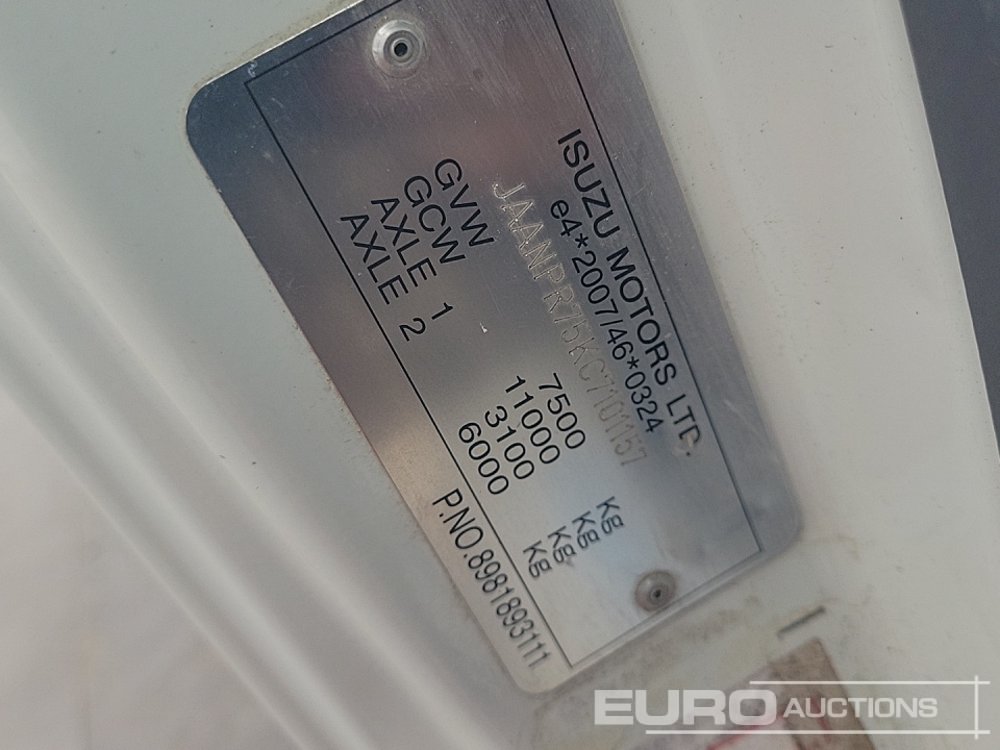 ISUZU MOTORS LTD.
e4*2007/46*0324
JAANPR75KC7101157
GVW 7500 kg
GCW 11000 kg
AXLE 1 3100 kg
AXLE 2 6000 kg
P.NO.8981893111
EURO AUCTIONS